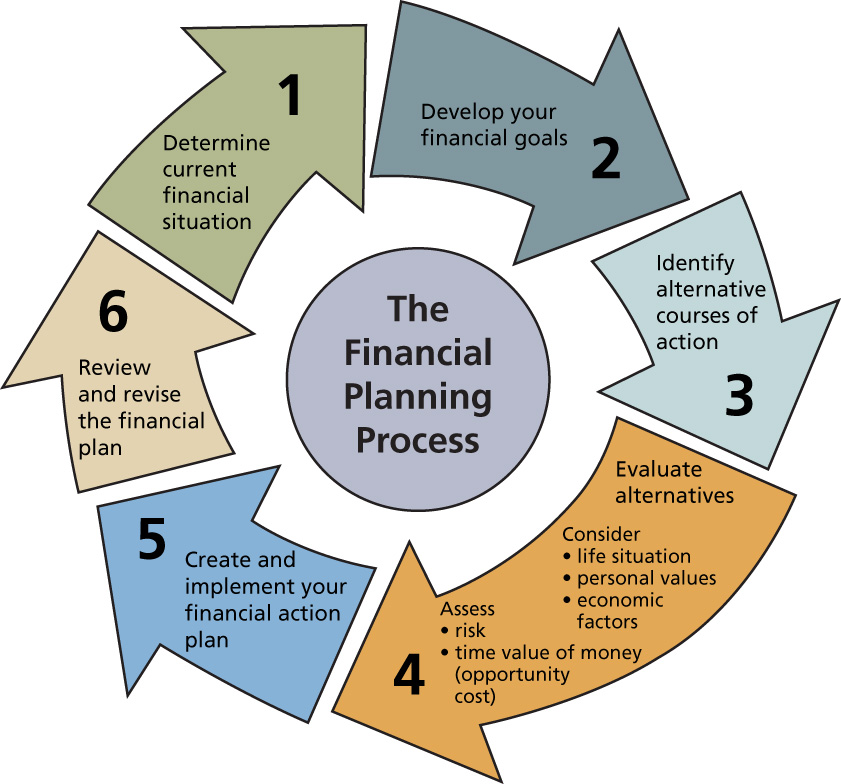 The
Financial
Planning
Process
1
Determine
current
financial
situation
Develop your
financial goals
2
Identify
alternative
courses of
action
3
Evaluate
alternatives
Consider
• life situation
• personal values
• economic
factors
Assess
• risk
• time value of money
(opportunity
cost)
4
5
Create and
implement your
financial action
plan
6
Review
and revise
the financial
plan